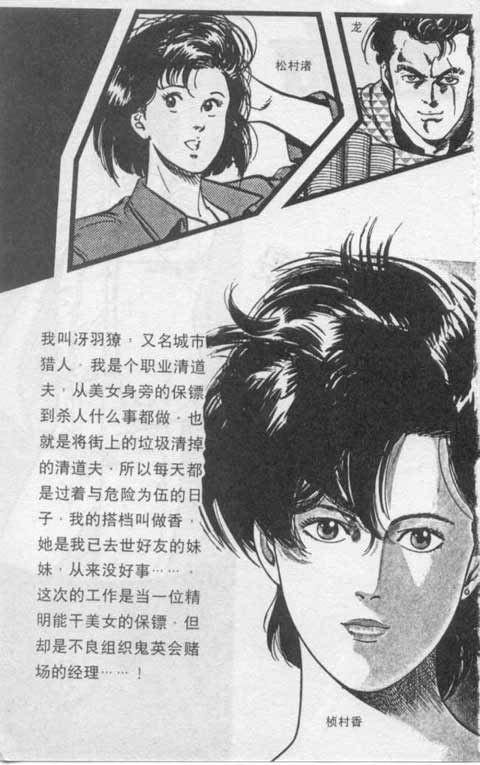 松村渚
龙
我叫冴羽獠，又名城市
猎人．我是个职业清道
夫，从美女身旁的保镖
到杀人什么事都做．也
就是将街上的垃圾清掉
的清道夫．所以每天都
是过着与危险为伍的日
子．我的搭档叫做香，
她是我已去世好友的妹
妹，从来没好事……．
这次的工作是当一位精
明能干美女的保镖．但
却是不良组织鬼英会赌
场的经理……！
桢村香